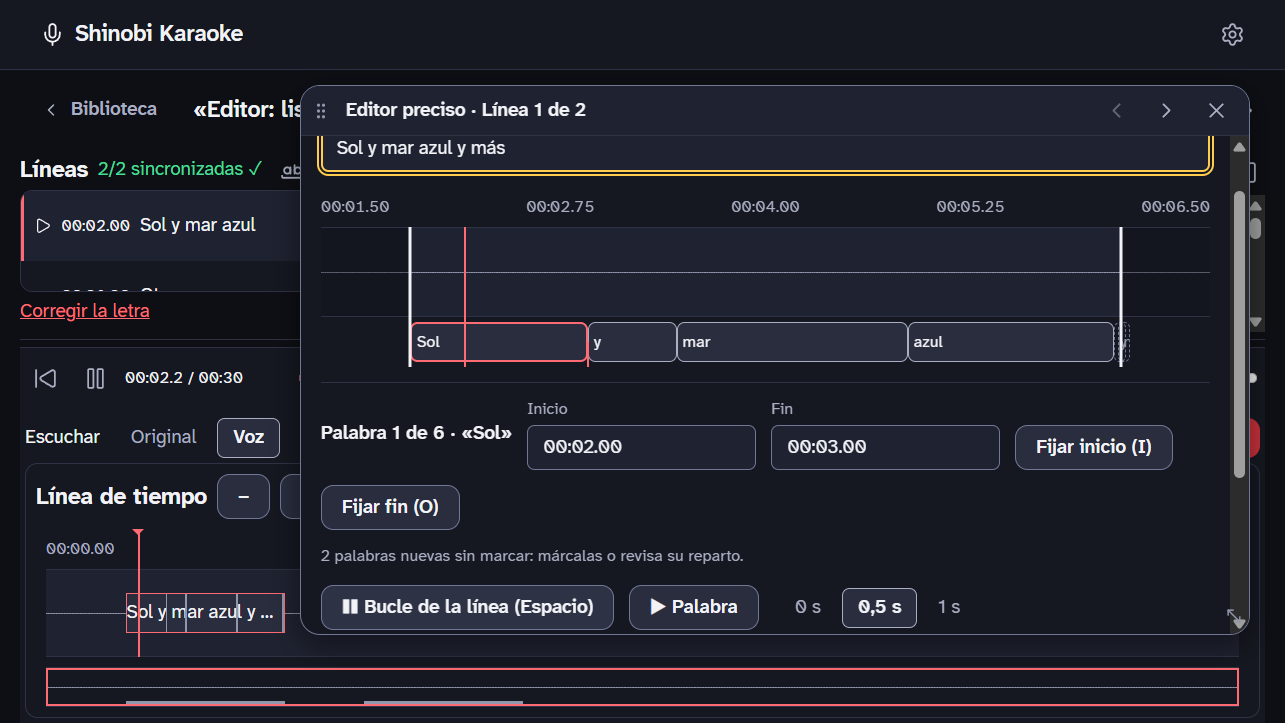 Shinobi Karaoke
Biblioteca
«Editor: lis
Líneas 2/2 sincronizadas ✓ ab
00:02.00 Sol y mar azul
Corregir la letra
00:02.2 / 00:30
Escuchar Original Voz
Línea de tiempo −
00:00.00
Sol y mar azul y ...
Editor preciso · Línea 1 de 2
Sol y mar azul y más
00:01.50 00:02.75 00:04.00 00:05.25 00:06.50
Sol y mar azul
Inicio Fin
Palabra 1 de 6 · «Sol» 00:02.00 00:03.00 Fijar inicio (I)
Fijar fin (O)
2 palabras nuevas sin marcar: márcalas o revisa su reparto.
Bucle de la línea (Espacio) Palabra 0 s 0,5 s 1 s